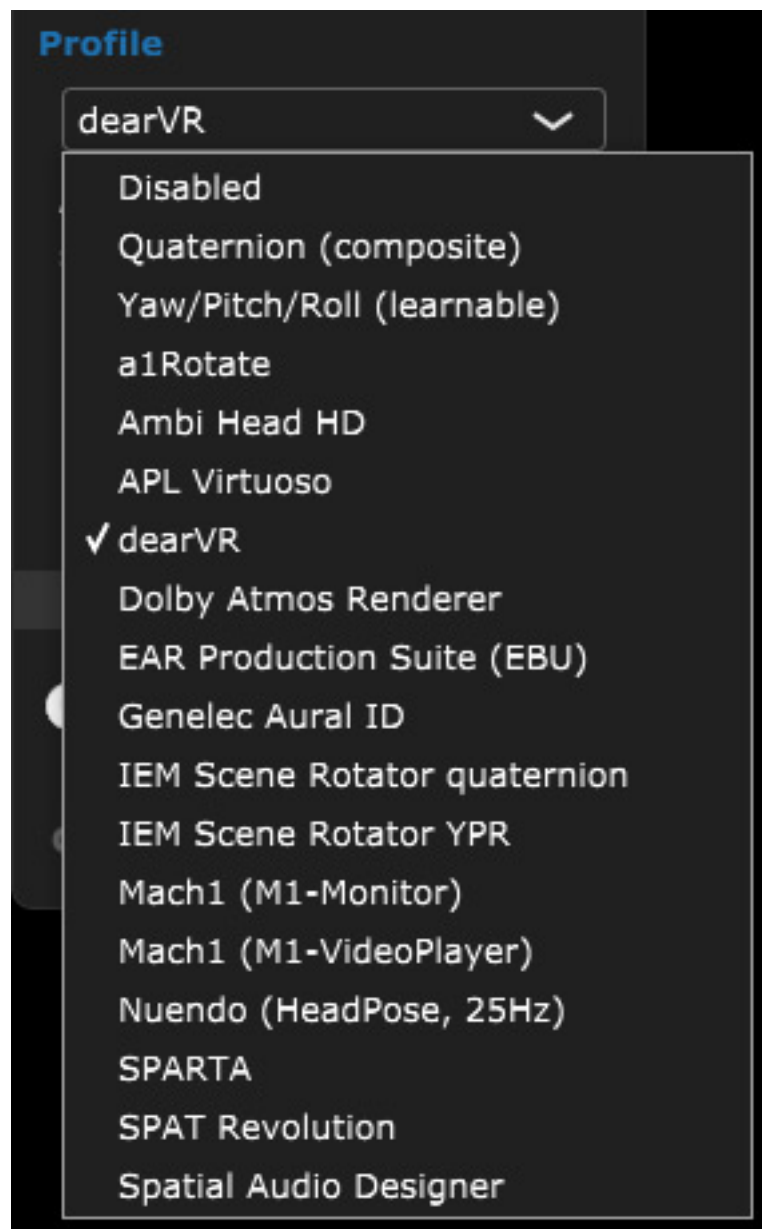 Profile
dearVR
Disabled
Quaternion (composite)
Yaw/Pitch/Roll (learnable)
a1Rotate
Ambi Head HD
APL Virtuoso
✓ dearVR
Dolby Atmos Renderer
EAR Production Suite (EBU)
Genelec Aural ID
IEM Scene Rotator quaternion
IEM Scene Rotator YPR
Mach1 (M1-Monitor)
Mach1 (M1-VideoPlayer)
Nuendo (HeadPose, 25Hz)
SPARTA
SPAT Revolution
Spatial Audio Designer